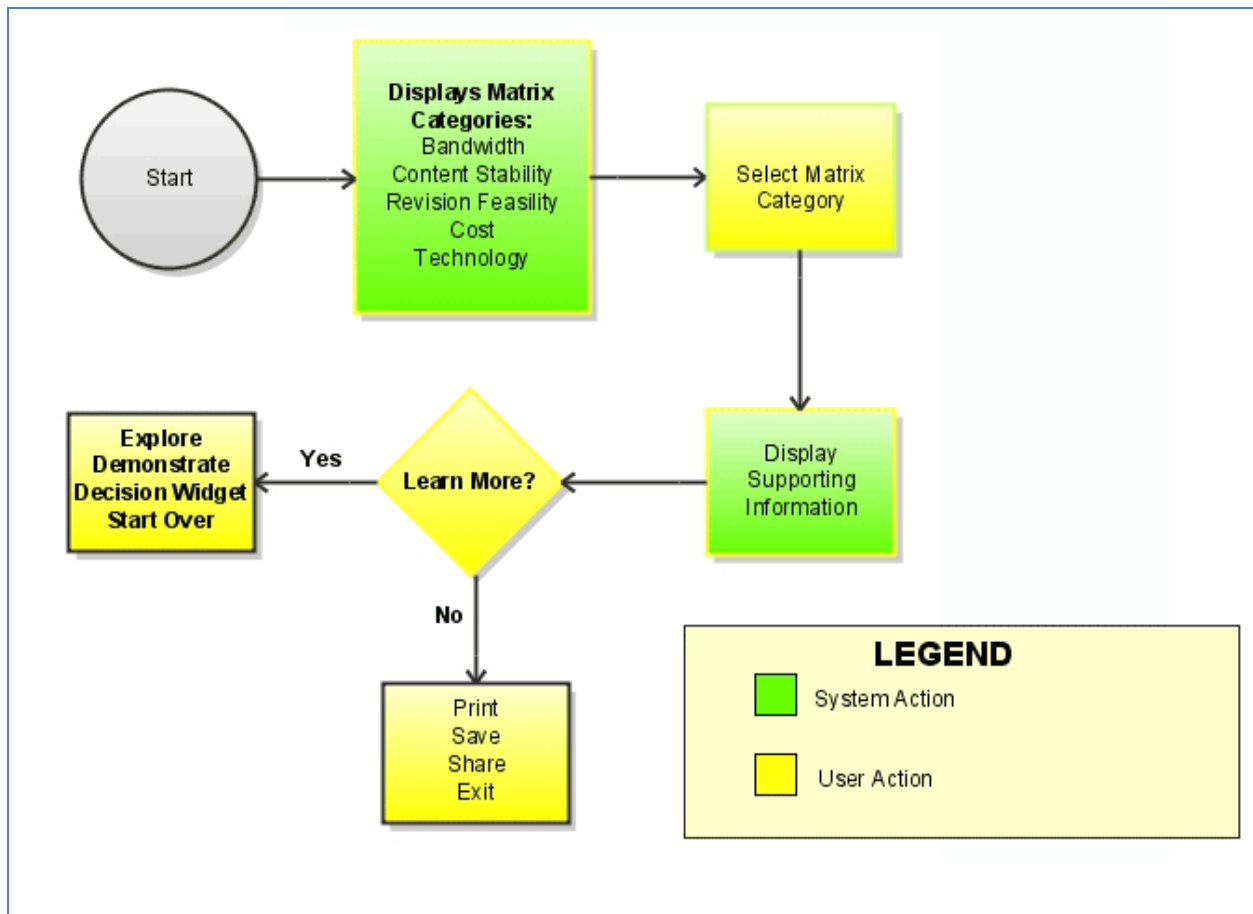 Start
Displays Matrix
Categories:
Bandwidth
Content Stability
Revision Feasility
Cost
Technology
Select Matrix
Category
Display
Supporting
Information
Learn More?
Yes
Explore
Demonstrate
Decision Widget
Start Over
No
Print
Save
Share
Exit
LEGEND
System Action
User Action